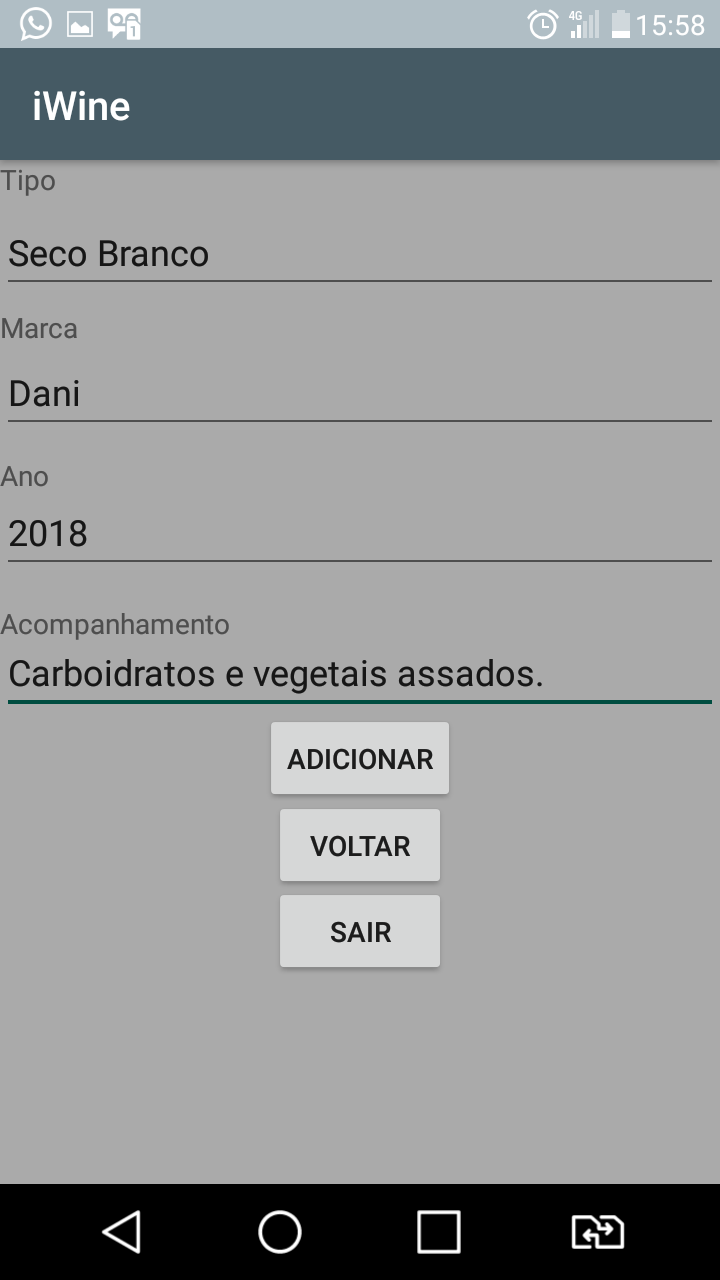 4G 15:58
iWine
Tipo
Seco Branco
Marca
Dani
Ano
2018
Acompanhamento
Carboidratos e vegetais assados.
ADICIONAR
VOLTAR
SAIR